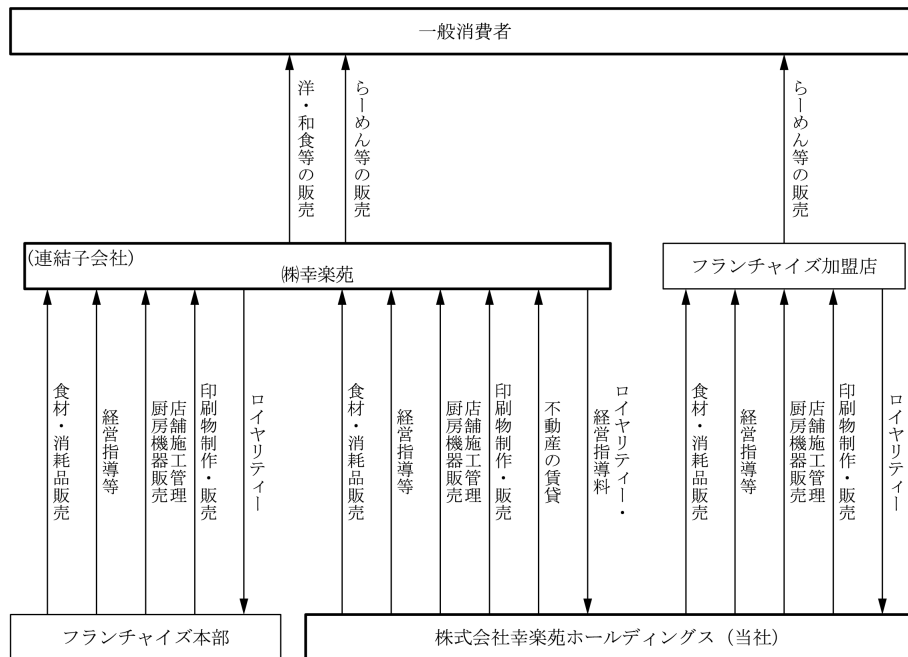 一般消費者
洋・和食等の販売
らーめん等の販売
らーめん等の販売
(連結子会社)
㈱幸楽苑
フランチャイズ加盟店
食材・消耗品販売
経営指導等
店舗施工管理
厨房機器販売
印刷物制作・販売
ロイヤリティー
食材・消耗品販売
経営指導等
店舗施工管理
厨房機器販売
印刷物制作・販売
不動産の賃貸
ロイヤリティー・
経営指導料
食材・消耗品販売
経営指導等
店舗施工管理
厨房機器販売
印刷物制作・販売
ロイヤリティー
フランチャイズ本部
株式会社幸楽苑ホールディングス（当社）